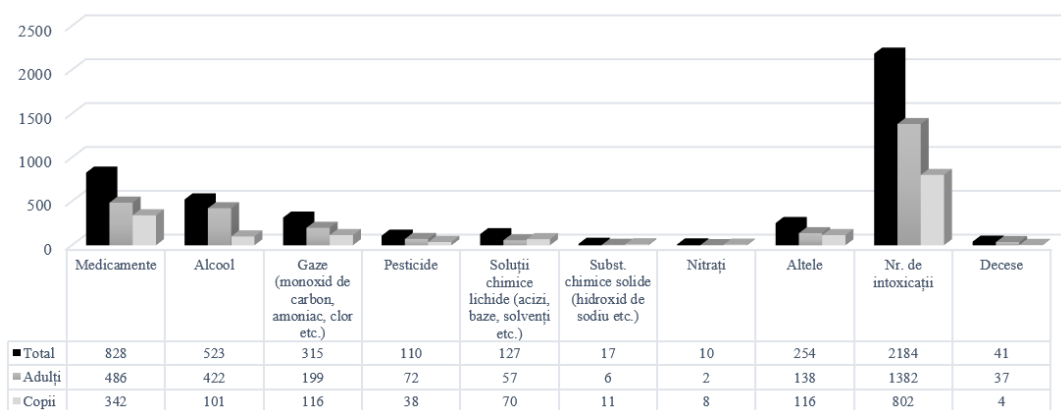 2500
2000
1500
1000
500
0
Medicamente Alcool Gaze (monoxid de carbon, amoniac, clor etc.) Pesticide Soluții chimice lichide (acizi, baze, solvenți etc.) Subst. chimice solide (hidroxid de sodiu etc.) Nitrați Altele Nr. de intoxicații Decese
Total 828 523 315 110 127 17 10 254 2184 41
Adulți 486 422 199 72 57 6 2 138 1382 37
Copii 342 101 116 38 70 11 8 116 802 4